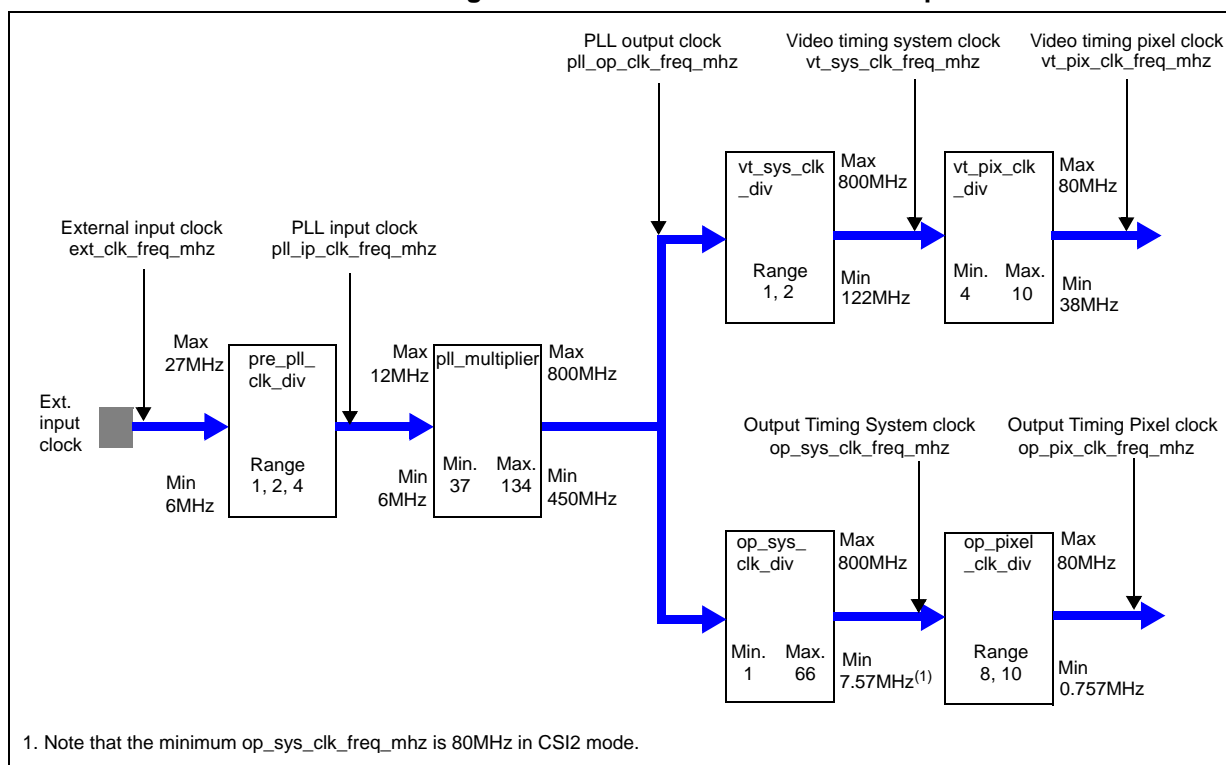 PLL output clock
pll_op_clk_freq_mhz
Video timing system clock
vt_sys_clk_freq_mhz
Video timing pixel clock
vt_pix_clk_freq_mhz
vt_sys_clk
_div
Range
1, 2
Max
800MHz
Min
122MHz
vt_pix_clk
_div
Min. Max.
4 10
Max
80MHz
Min
38MHz
External input clock
ext_clk_freq_mhz
PLL input clock
pll_ip_clk_freq_mhz
Ext.
input
clock
Max
27MHz
Min
6MHz
pre_pll_
clk_div
Range
1, 2, 4
Max
12MHz
Min
6MHz
pll_multiplier
Min. Max.
37 134
Max
800MHz
Min
450MHz
Output Timing System clock
op_sys_clk_freq_mhz
Output Timing Pixel clock
op_pix_clk_freq_mhz
op_sys_
clk_div
Min. Max.
1 66
Max
800MHz
Min
7.57MHz(1)
op_pixel
_clk_div
Range
8, 10
Max
80MHz
Min
0.757MHz
1. Note that the minimum op_sys_clk_freq_mhz is 80MHz in CSI2 mode.